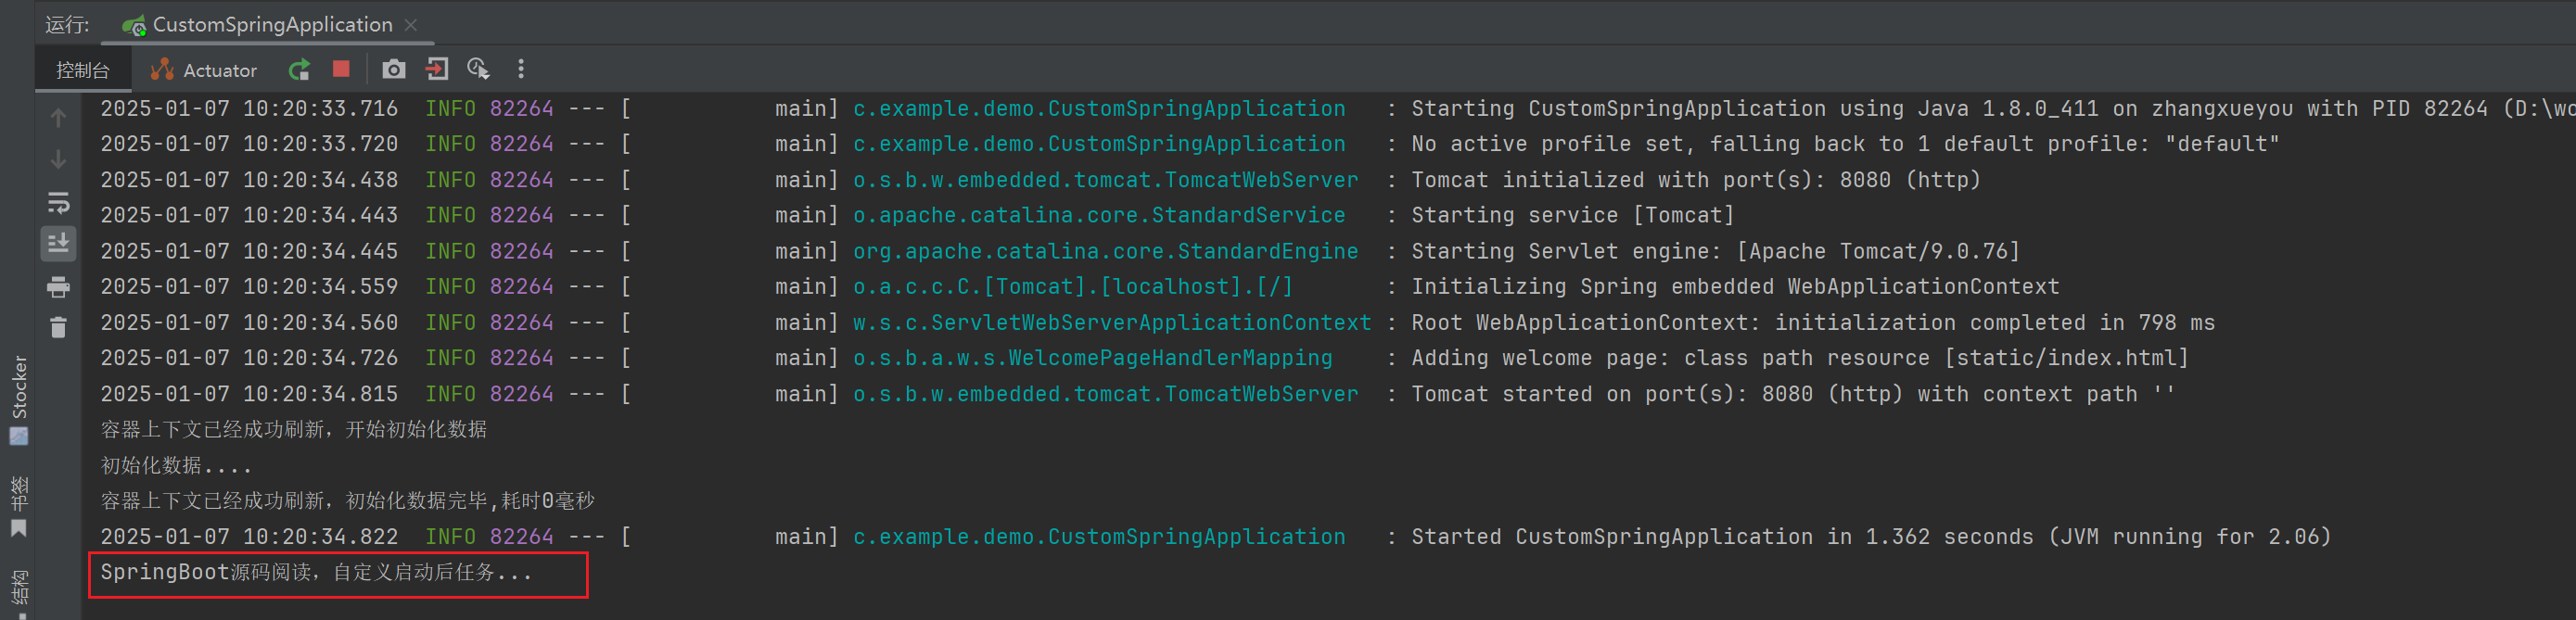 运行: CustomSpringApplication
控制台 Actuator
2025-01-07 10:20:33.716  INFO 82264 --- [           main] c.example.demo.CustomSpringApplication   : Starting CustomSpringApplication using Java 1.8.0_411 on zhangxueyou with PID 82264 (D:\wo
2025-01-07 10:20:33.720  INFO 82264 --- [           main] c.example.demo.CustomSpringApplication   : No active profile set, falling back to 1 default profile: "default"
2025-01-07 10:20:34.438  INFO 82264 --- [           main] o.s.b.w.embedded.tomcat.TomcatWebServer  : Tomcat initialized with port(s): 8080 (http)
2025-01-07 10:20:34.443  INFO 82264 --- [           main] o.apache.catalina.core.StandardService   : Starting service [Tomcat]
2025-01-07 10:20:34.445  INFO 82264 --- [           main] org.apache.catalina.core.StandardEngine  : Starting Servlet engine: [Apache Tomcat/9.0.76]
2025-01-07 10:20:34.559  INFO 82264 --- [           main] o.a.c.c.C.[Tomcat].[localhost].[/]       : Initializing Spring embedded WebApplicationContext
2025-01-07 10:20:34.560  INFO 82264 --- [           main] w.s.c.ServletWebServerApplicationContext : Root WebApplicationContext: initialization completed in 798 ms
2025-01-07 10:20:34.726  INFO 82264 --- [           main] o.s.b.a.w.s.WelcomePageHandlerMapping    : Adding welcome page: class path resource [static/index.html]
2025-01-07 10:20:34.815  INFO 82264 --- [           main] o.s.b.w.embedded.tomcat.TomcatWebServer  : Tomcat started on port(s): 8080 (http) with context path ''
容器上下文已经成功刷新，开始初始化数据
初始化数据....
容器上下文已经成功刷新，初始化数据完毕,耗时0毫秒
2025-01-07 10:20:34.822  INFO 82264 --- [           main] c.example.demo.CustomSpringApplication   : Started CustomSpringApplication in 1.362 seconds (JVM running for 2.06)
SpringBoot源码阅读，自定义启动后任务...
Stocker
书签
结构